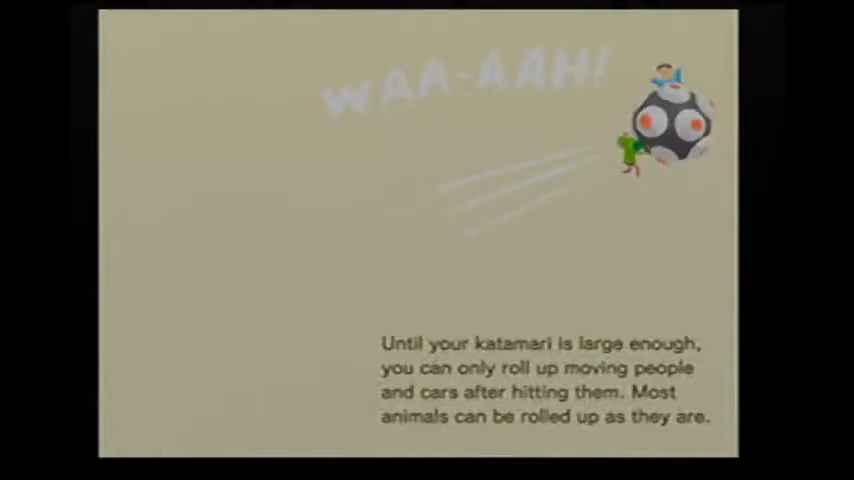 WAA-AAH!
Until your katamari is large enough,
you can only roll up moving people
and cars after hitting them. Most
animals can be rolled up as they are.